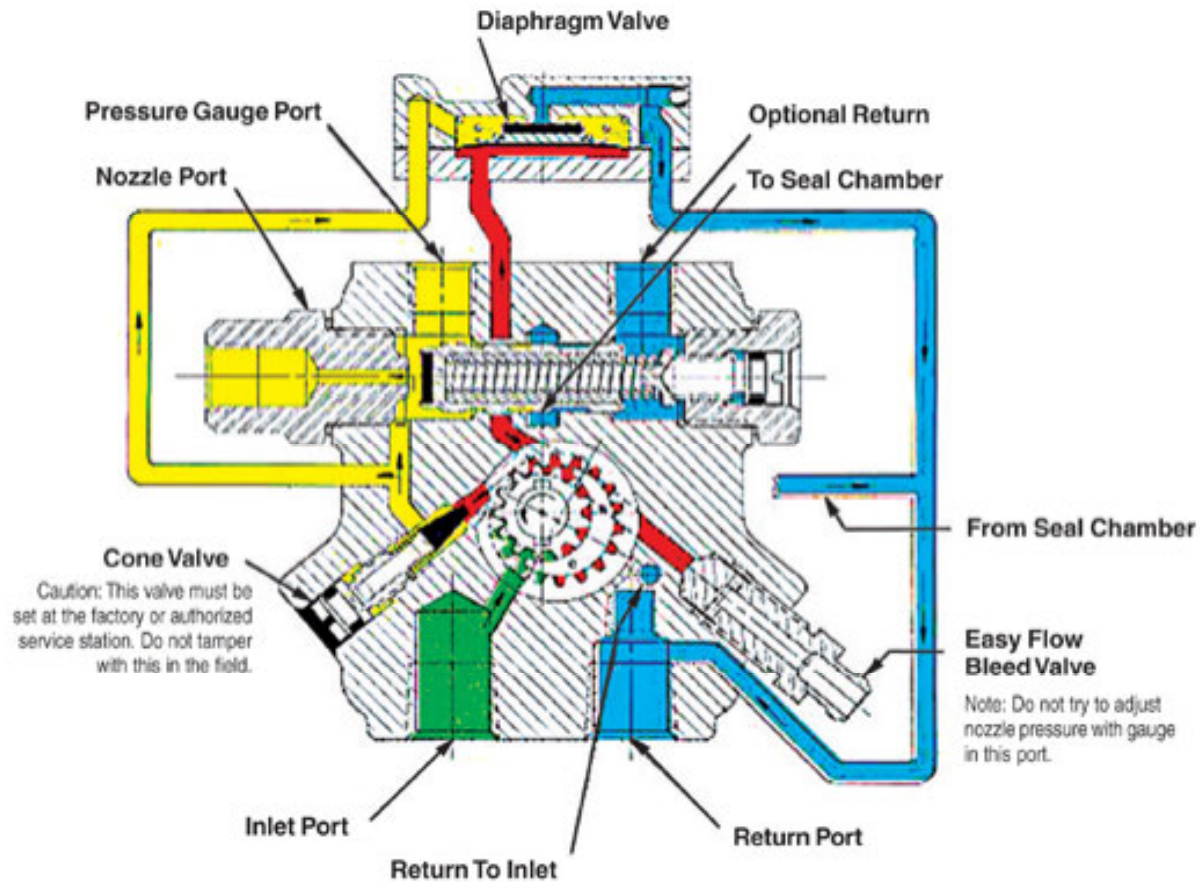 Diaphragm Valve
Pressure Gauge Port
Optional Return
Nozzle Port
To Seal Chamber
Cone Valve
Caution: This valve must be
set at the factory or authorized
service station. Do not tamper
with this in the field.
From Seal Chamber
Easy Flow
Bleed Valve
Note: Do not try to adjust
nozzle pressure with gauge
in this port.
Inlet Port
Return Port
Return To Inlet